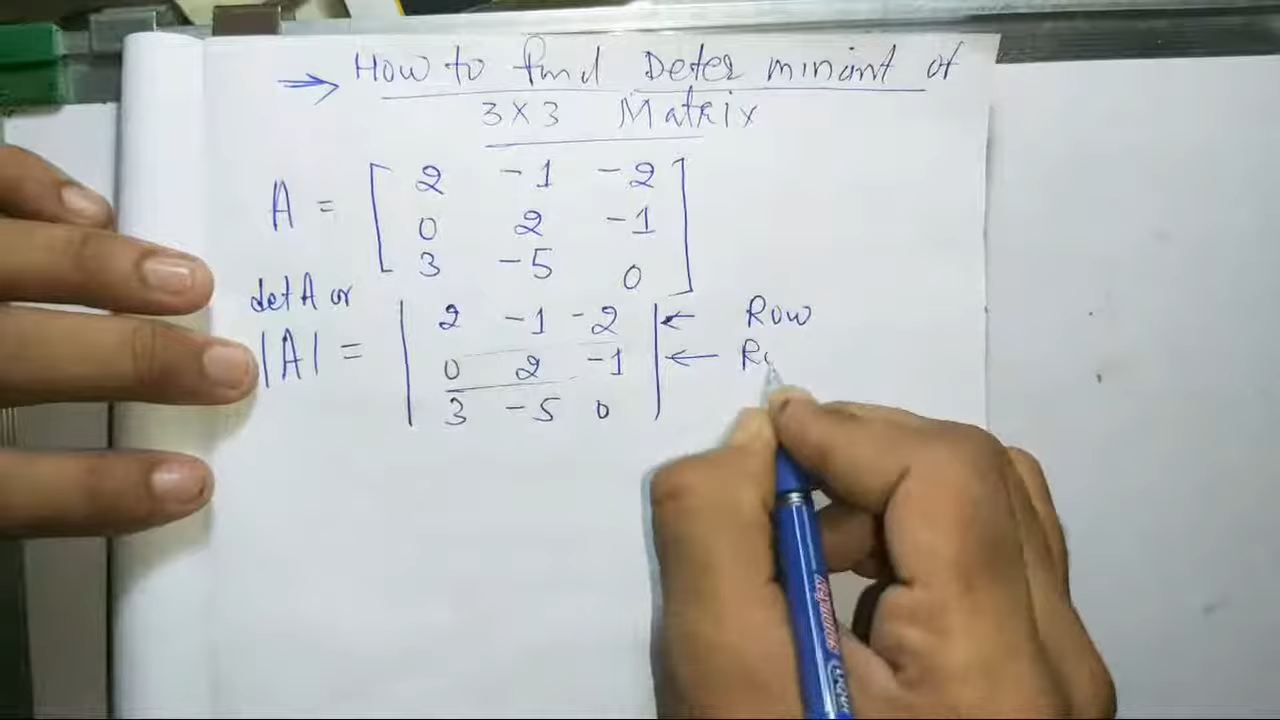 → How to find Determinant of
3×3 Matrix
A = [ 2 -1 -2
0 2 -1
3 -5 0 ]
det A or
|A| = | 2 -1 -2 | ← Row
0 2 -1 ← Ro
3 -5 0